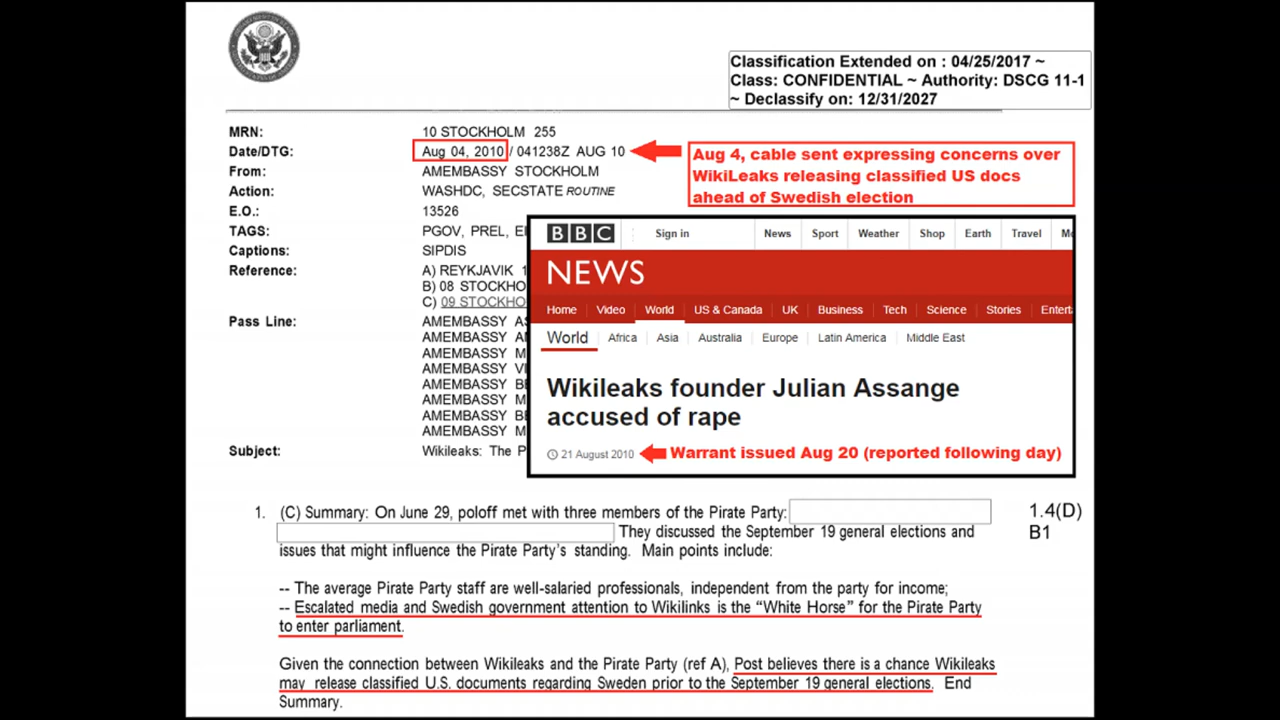 Classification Extended on : 04/25/2017 ~
Class: CONFIDENTIAL ~ Authority: DSCG 11-1
~ Declassify on: 12/31/2027
MRN: 10 STOCKHOLM 255
Date/DTG: Aug 04, 2010 / 041238Z AUG 10
Aug 4, cable sent expressing concerns over
WikiLeaks releasing classified US docs
ahead of Swedish election
From: AMEMBASSY STOCKHOLM
Action: WASHDC, SECSTATE ROUTINE
E.O.: 13526
TAGS: PGOV, PREL,
Captions: SIPDIS
Reference: A) REYKJAVIK
B) 08
C) 09
Pass Line: AMEMBASSY
AMEMBASSY
AMEMBASSY
AMEMBASSY
AMEMBASSY
AMEMBASSY
AMEMBASSY
AMEMBASSY
Subject: Wikileaks: The
BBC Sign in News Sport Weather Shop Earth Travel
NEWS
Home Video World US & Canada UK Business Tech Science Stories
World Africa Asia Australia Europe Latin America Middle East
Wikileaks founder Julian Assange
accused of rape
21 August 2010 Warrant issued Aug 20 (reported following day)
1. (C) Summary: On June 29, poloff met with three members of the Pirate Party: 1.4(D)
They discussed the September 19 general elections and B1
issues that might influence the Pirate Party's standing. Main points include:
-- The average Pirate Party staff are well-salaried professionals, independent from the party for income;
-- Escalated media and Swedish government attention to Wikilinks is the “White Horse” for the Pirate Party
to enter parliament.
Given the connection between Wikileaks and the Pirate Party (ref A), Post believes there is a chance Wikileaks
may release classified U.S. documents regarding Sweden prior to the September 19 general elections. End
Summary.